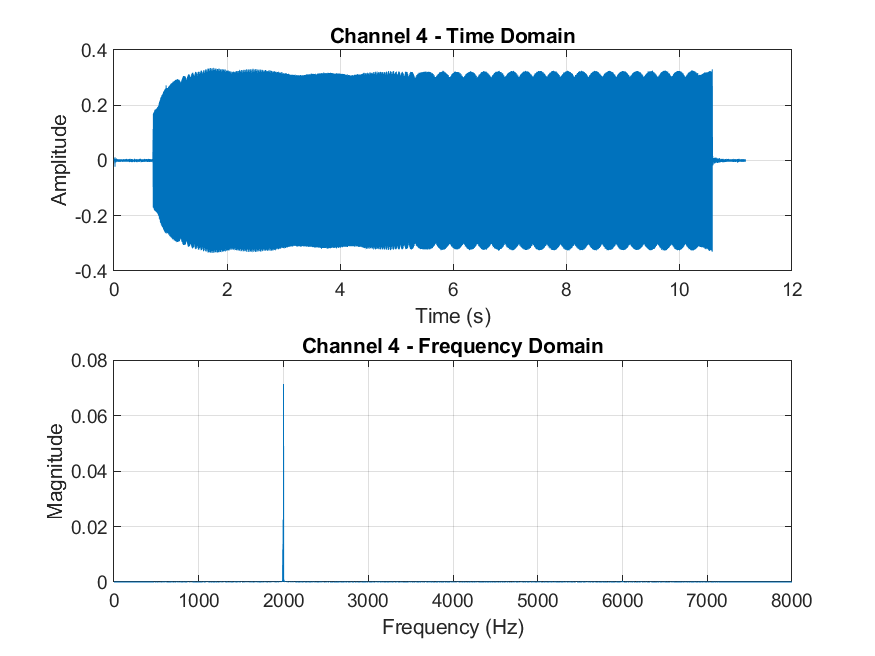 Channel 4 - Time Domain
0.4
0.2
0
-0.2
-0.4
Amplitude
0 2 4 6 8 10 12
Time (s)
Channel 4 - Frequency Domain
0.08
0.06
0.04
0.02
0
Magnitude
0 1000 2000 3000 4000 5000 6000 7000 8000
Frequency (Hz)